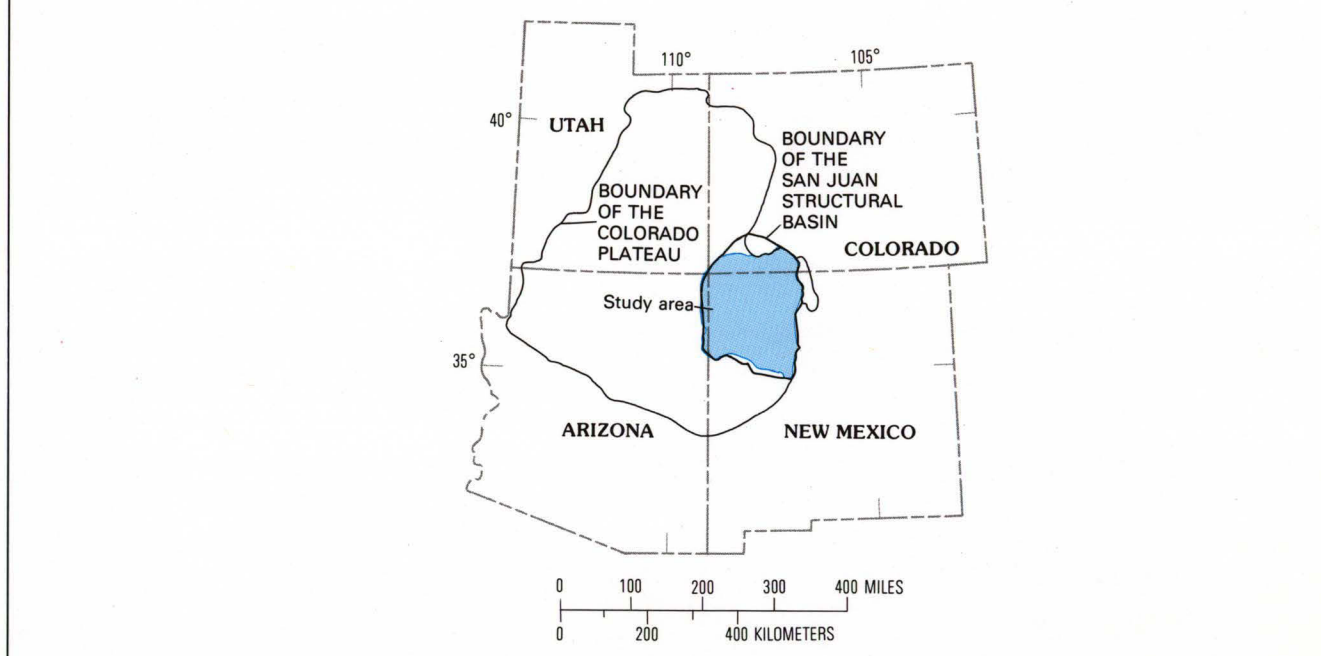 110°
105°
40°
UTAH
BOUNDARY
OF THE
SAN JUAN
STRUCTURAL
BASIN
BOUNDARY
OF THE
COLORADO
PLATEAU
COLORADO
Study area
35°
ARIZONA
NEW MEXICO
0 100 200 300 400 MILES
0 200 400 KILOMETERS